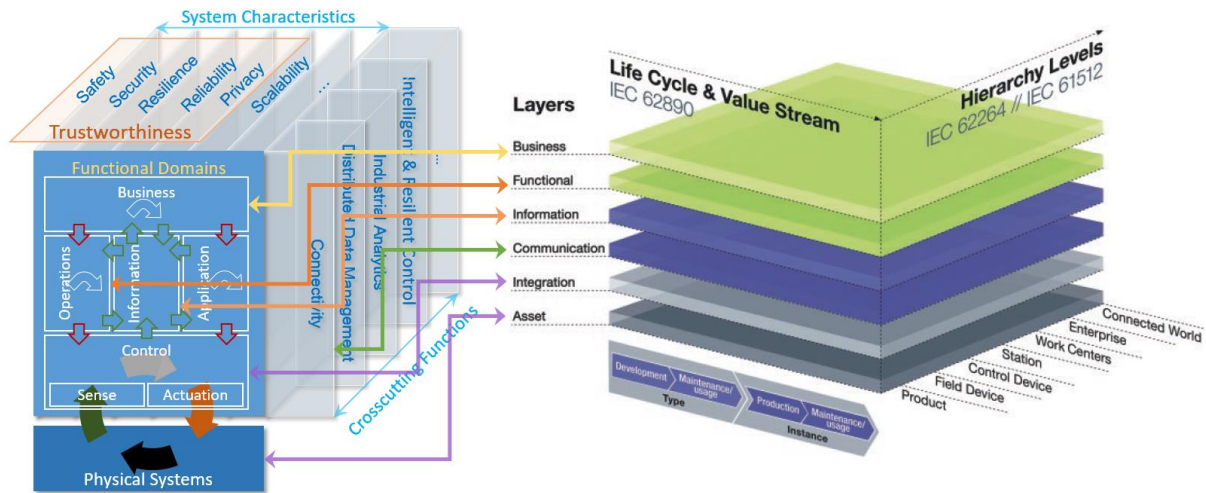 System Characteristics
Safety
Security
Resilience
Reliability
Privacy
Scalability
...
Trustworthiness
Functional Domains
Business
Operations
Information
Application
Control
Sense
Actuation
Physical Systems
Connectivity
Distributed Data Management
Industrial Analytics
Intelligent & Resilient Control
...
Crosscutting Functions
Layers
Business
Functional
Information
Communication
Integration
Asset
Life Cycle & Value Stream
IEC 62890
Hierarchy Levels
IEC 62264 // IEC 61512
Connected World
Enterprise
Work Centers
Station
Control Device
Field Device
Product
Development
Maintenance/
usage
Type
Production
Maintenance/
usage
Instance